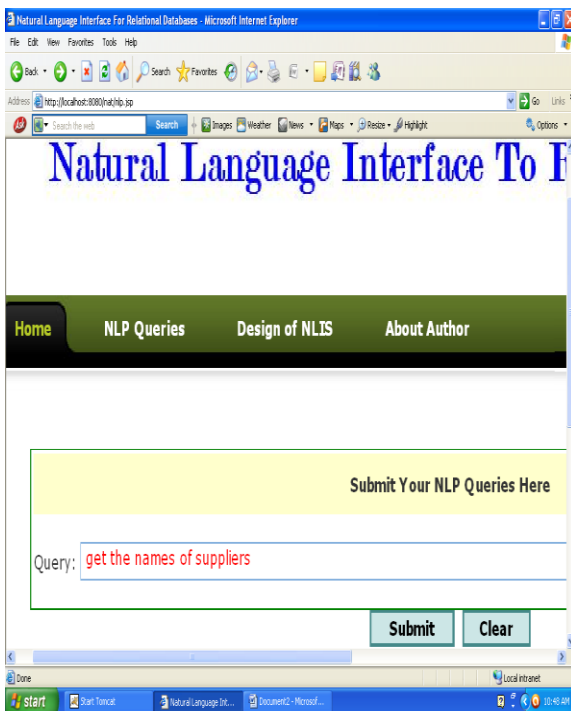 Natural Language Interface For Relational Databases - Microsoft Internet Explorer
File Edit View Favorites Tools Help
Back Search Favorites
Address http://localhost:8080/nat/nlp.jsp Go Links
Search the web Search Images Weather News Maps Resize Highlight Options
Natural Language Interface To
Home NLP Queries Design of NLIS About Author
Submit Your NLP Queries Here
Query: get the names of suppliers
Submit Clear
Done Local intranet
start Start Tomcat Natural Language Int... Document2 - Microsof... 10:48 AM